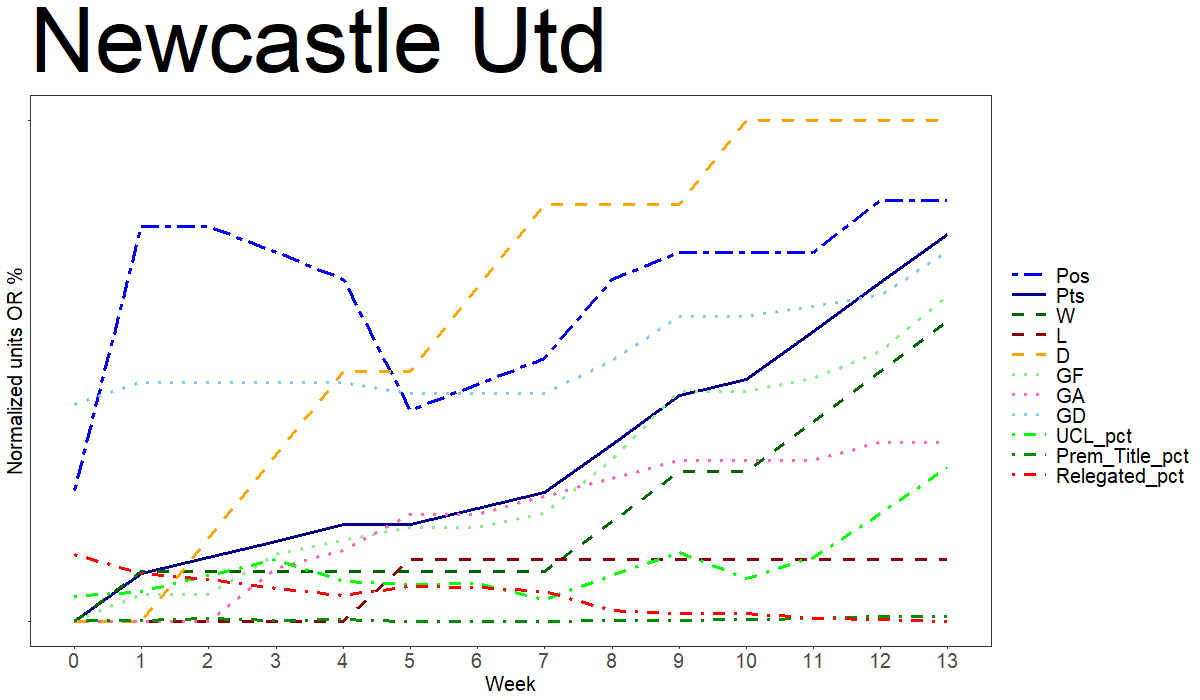 Newcastle Utd
Normalized units OR %
Pos
Pts
W
L
D
GF
GA
GD
UCL_pct
Prem_Title_pct
Relegated_pct
0 1 2 3 4 5 6 7 8 9 10 11 12 13
Week